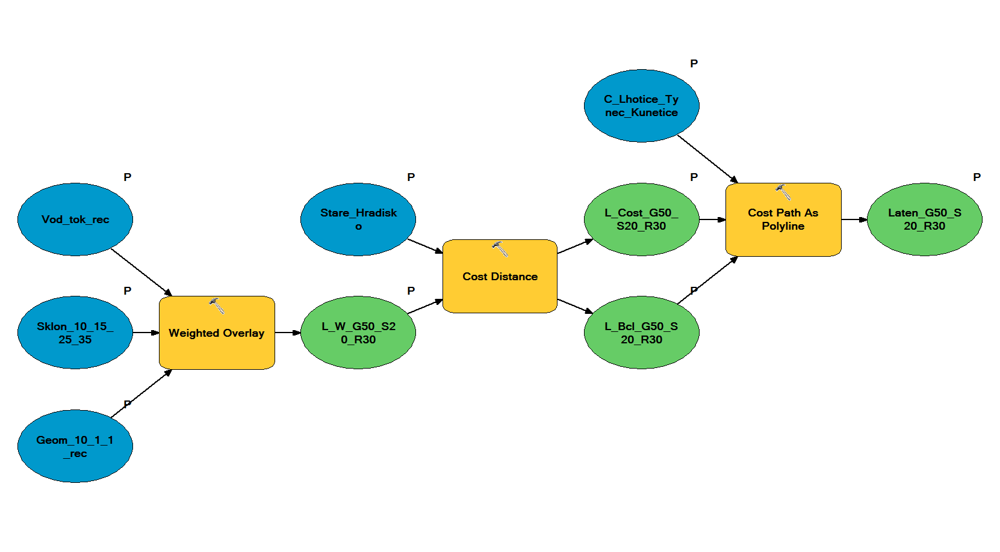 P
C_Lhotice_Ty
nec_Kunetice
P
Vod_tok_rec
P
Stare_Hradisk
o
P
L_Cost_G50_
S20_R30
Cost Path As
Polyline
P
Laten_G50_S
20_R30
Cost Distance
P
Sklon_10_15_
25_35
Weighted Overlay
P
L_W_G50_S2
0_R30
P
L_Bcl_G50_S
20_R30
P
Geom_10_1_1
_rec